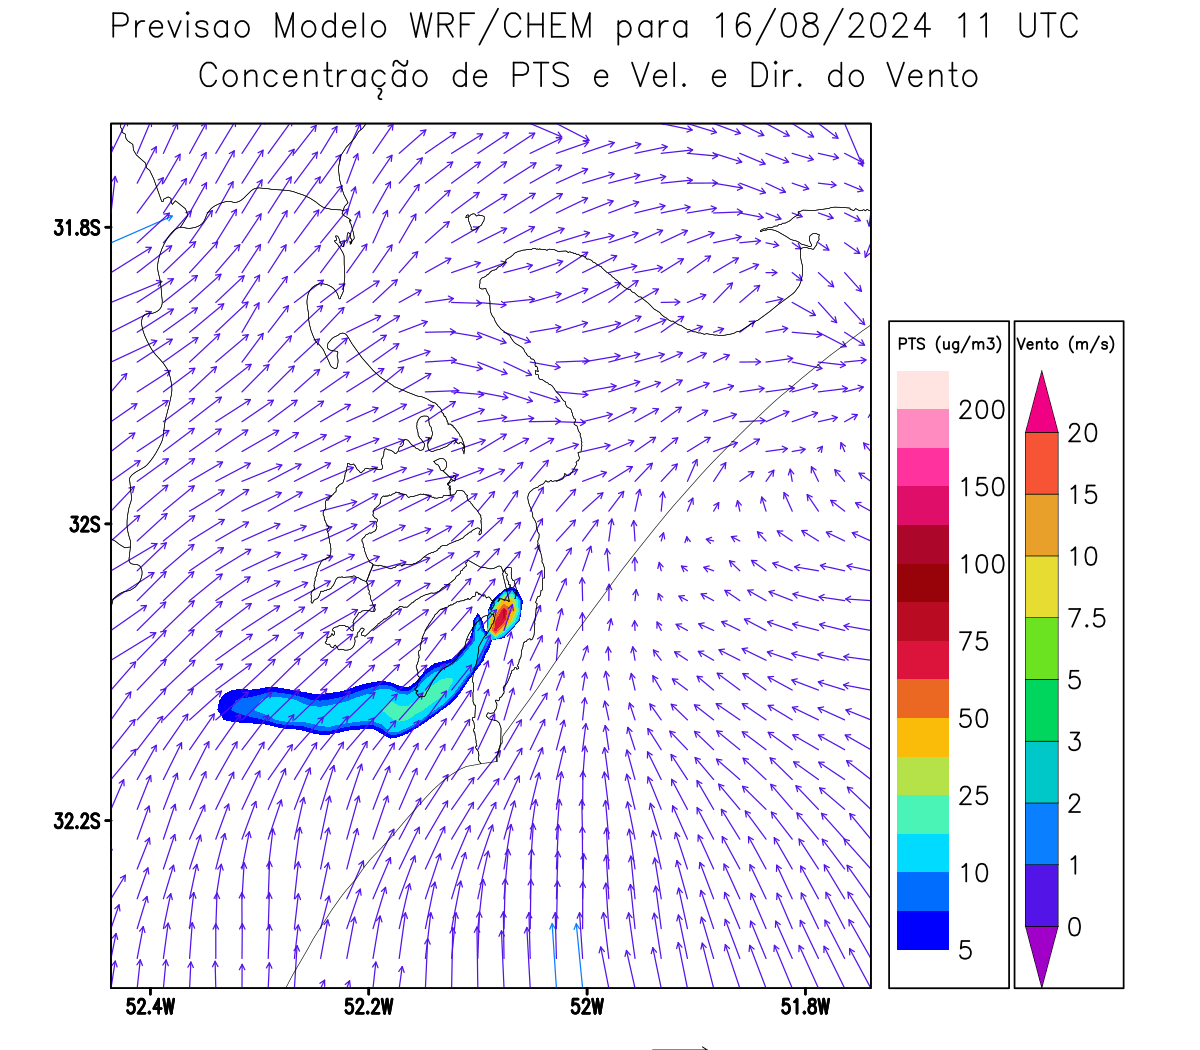 Previsao Modelo WRF/CHEM para 16/08/2024 11 UTC
Concentração de PTS e Vel. e Dir. do Vento
31.8S
32S
32.2S
52.4W 52.2W 52W 51.8W
PTS (ug/m3)
200
150
100
75
50
25
10
5
Vento (m/s)
20
15
10
7.5
5
3
2
1
0